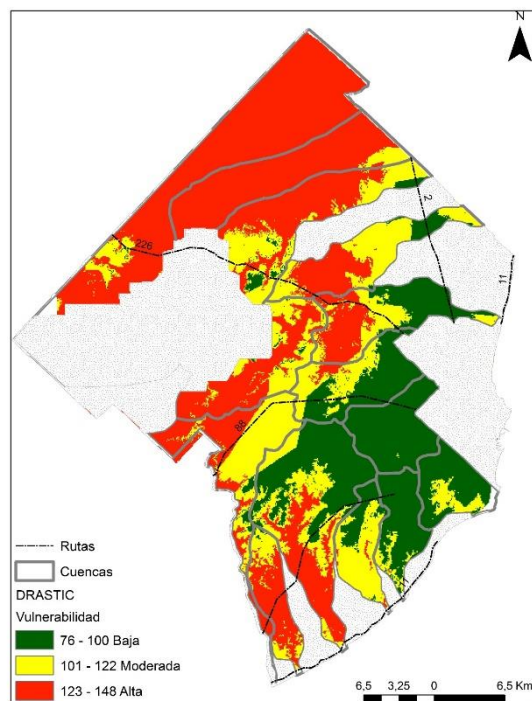 N
226
2
11
88
Rutas
Cuencas
DRASTIC
Vulnerabilidad
76 - 100 Baja
101 - 122 Moderada
123 - 148 Alta
6,5 3,25 0 6,5 Km